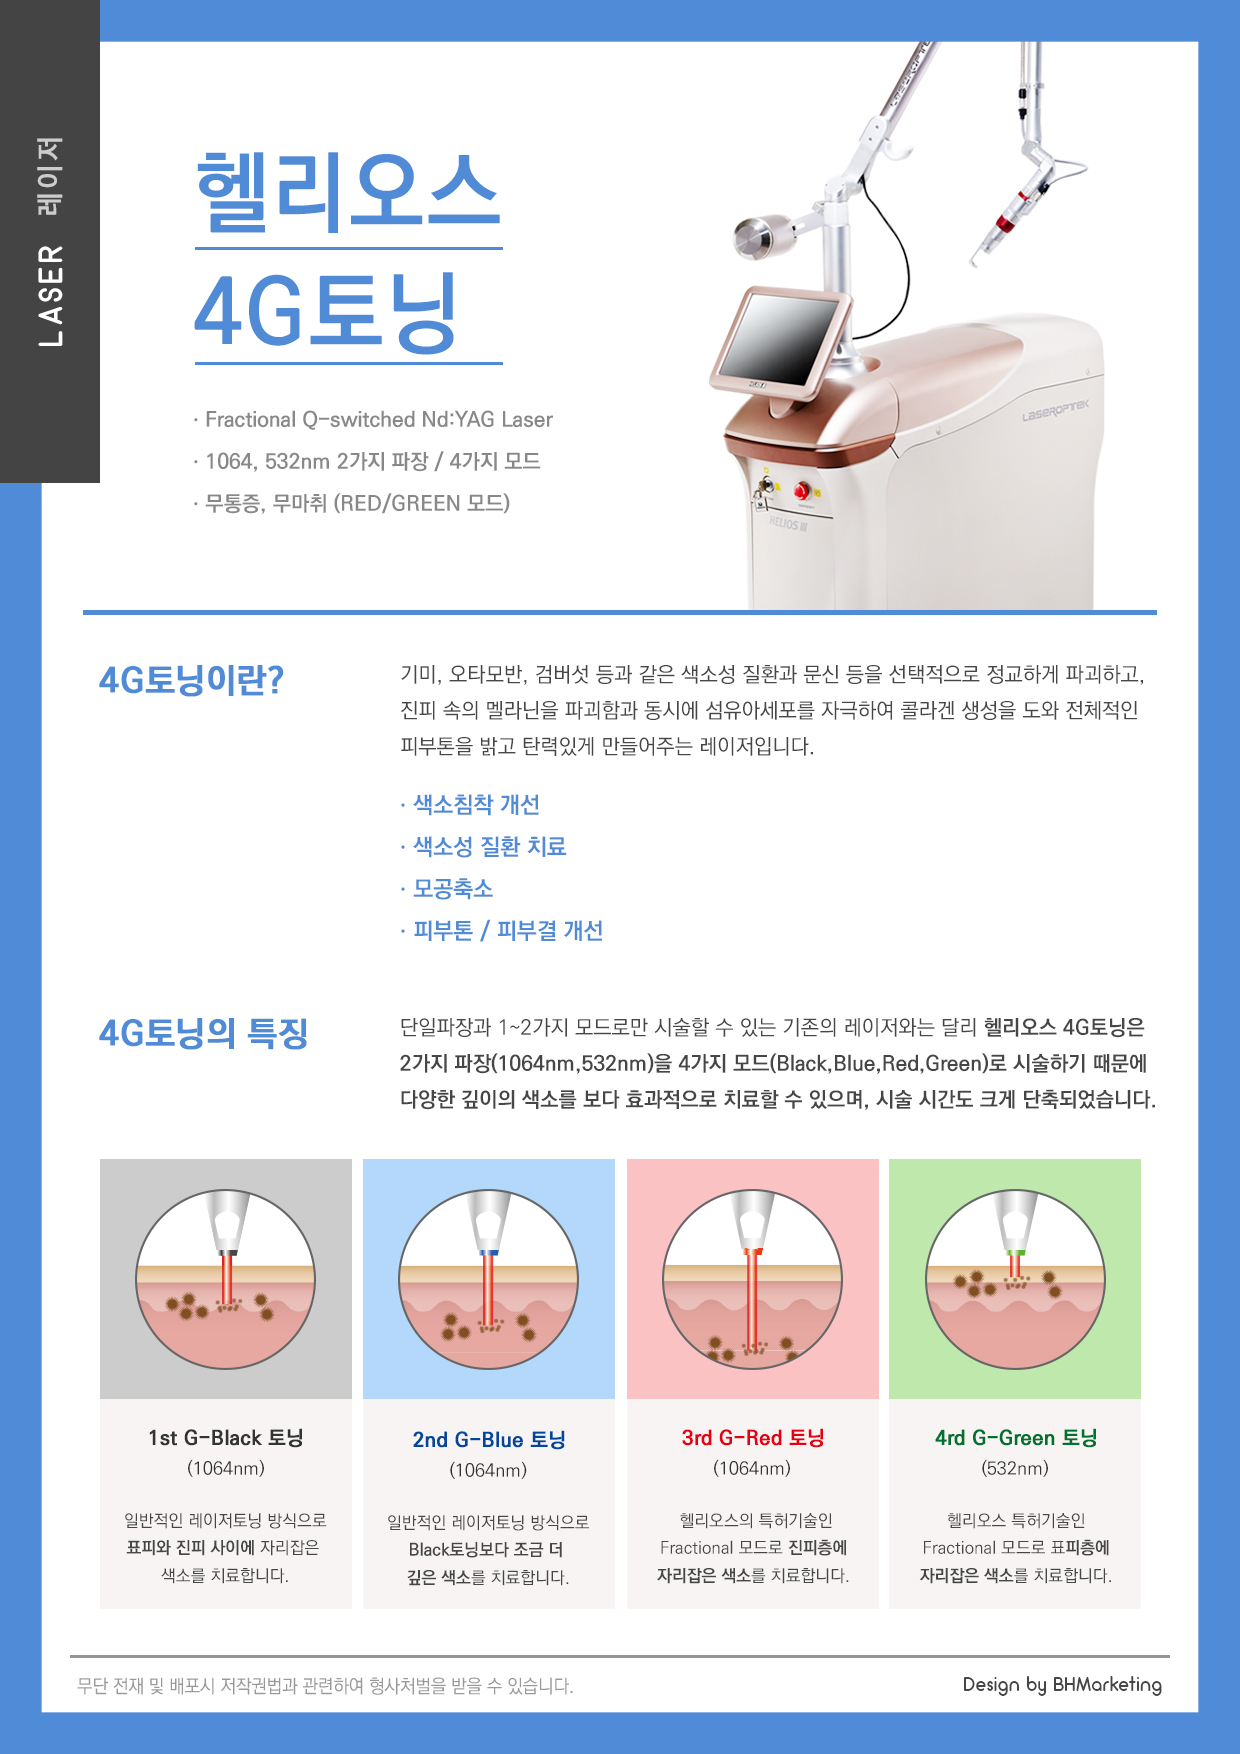 LASER 레이저
헬리오스
4G토닝
· Fractional Q-switched Nd:YAG Laser
· 1064, 532nm 2가지 파장 / 4가지 모드
· 무통증, 무마취 (RED/GREEN 모드)
LASEROPTEK
LASEROPTEK
HELIOS III
4G토닝이란?
기미, 오타모반, 검버섯 등과 같은 색소성 질환과 문신 등을 선택적으로 정교하게 파괴하고,
진피 속의 멜라닌을 파괴함과 동시에 섬유아세포를 자극하여 콜라겐 생성을 도와 전체적인
피부톤을 밝고 탄력있게 만들어주는 레이저입니다.
· 색소침착 개선
· 색소성 질환 치료
· 모공축소
· 피부톤 / 피부결 개선
4G토닝의 특징
단일파장과 1~2가지 모드로만 시술할 수 있는 기존의 레이저와는 달리 헬리오스 4G토닝은
2가지 파장(1064nm,532nm)을 4가지 모드(Black,Blue,Red,Green)로 시술하기 때문에
다양한 깊이의 색소를 보다 효과적으로 치료할 수 있으며, 시술 시간도 크게 단축되었습니다.
1st G-Black 토닝
(1064nm)
일반적인 레이저토닝 방식으로
표피와 진피 사이에 자리잡은
색소를 치료합니다.
2nd G-Blue 토닝
(1064nm)
일반적인 레이저토닝 방식으로
Black토닝보다 조금 더
깊은 색소를 치료합니다.
3rd G-Red 토닝
(1064nm)
헬리오스의 특허기술인
Fractional 모드로 진피층에
자리잡은 색소를 치료합니다.
4rd G-Green 토닝
(532nm)
헬리오스 특허기술인
Fractional 모드로 표피층에
자리잡은 색소를 치료합니다.
무단 전재 및 배포시 저작권법과 관련하여 형사처벌을 받을 수 있습니다.
Design by BHMarketing